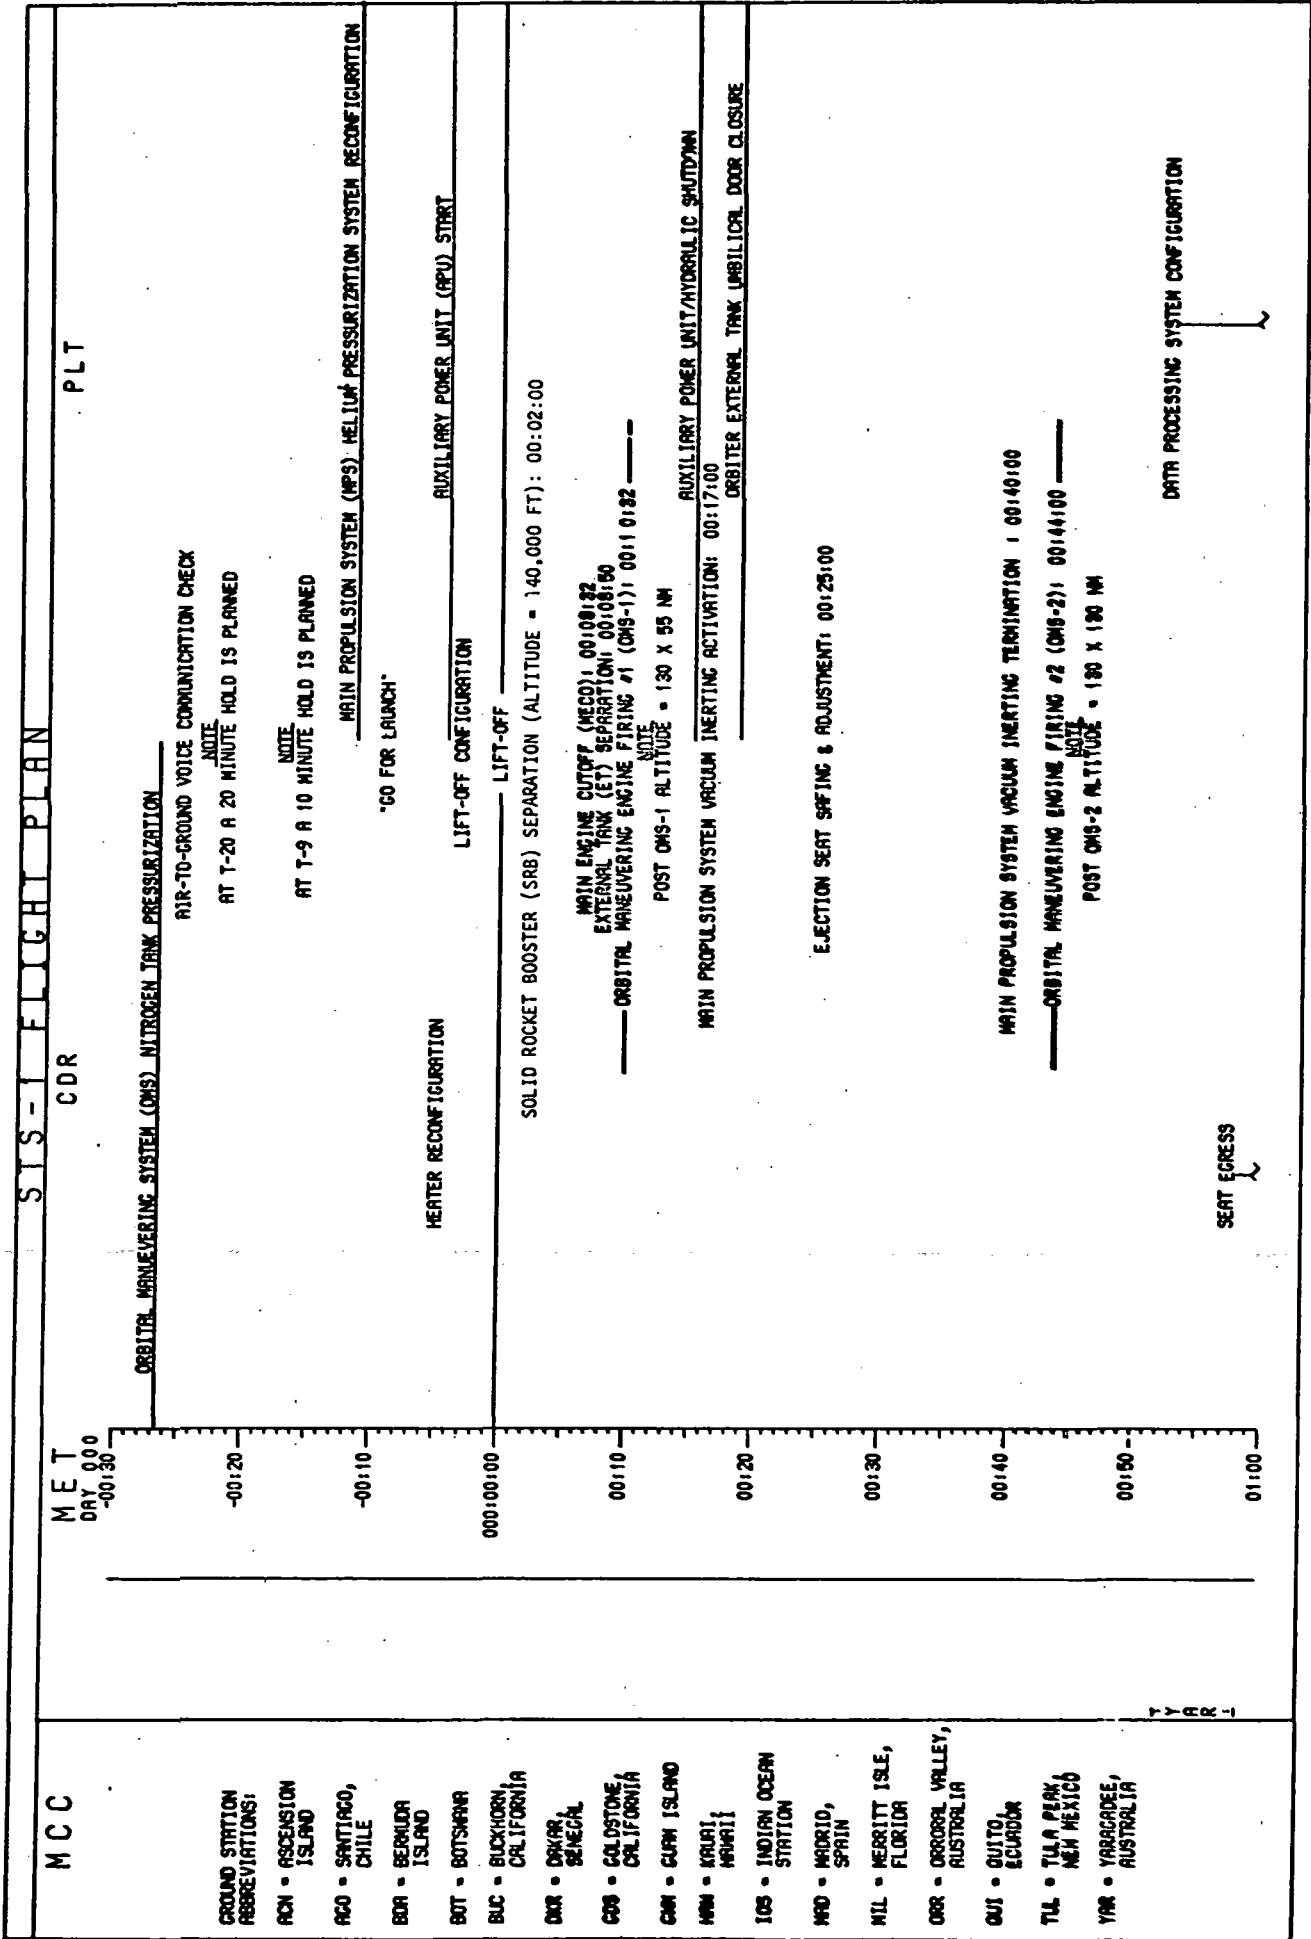 STS-1 FLIGHT PLAN
MCC
MET
CDR
PLT
DAY 000
GROUND STATION
ABBREVIATIONS:
ACN = ASCENSION
ISLAND
AGO = SANTIAGO,
CHILE
BDA = BERMUDA
ISLAND
BOT = BOTSWANA
BUC = BUCKHORN,
CALIFORNIA
DKR = DAKAR,
SENEGAL
GDS = GOLDSTONE,
CALIFORNIA
GWM = GUAM ISLAND
HAW = KAUAI,
HAWAII
IOS = INDIAN OCEAN
STATION
MAD = MADRID,
SPAIN
MIL = MERRITT ISLE,
FLORIDA
ORR = ORRORAL VALLEY,
AUSTRALIA
QUI = QUITO,
ECUADOR
TUL = TULA PEAK,
NEW MEXICO
YAR = YARAGADEE,
AUSTRALIA
Y
A
R
-00:30
-00:20
-00:10
000:00:00
00:10
00:20
00:30
00:40
00:50
01:00
ORBITAL MANUEVERING SYSTEM (OMS) NITROGEN TANK PRESSURIZATION
AIR-TO-GROUND VOICE COMMUNICATION CHECK
NOTE
AT T-20 A 20 MINUTE HOLD IS PLANNED
NOTE
AT T-9 A 10 MINUTE HOLD IS PLANNED
MAIN PROPULSION SYSTEM (MPS) HELIUM PRESSURIZATION SYSTEM RECONFIGURATION
"GO FOR LAUNCH"
HEATER RECONFIGURATION
AUXILIARY POWER UNIT (APU) START
LIFT-OFF CONFIGURATION
LIFT-OFF
SOLID ROCKET BOOSTER (SRB) SEPARATION (ALTITUDE = 140,000 FT): 00:02:00
MAIN ENGINE CUTOFF (MECO): 00:08:32
EXTERNAL TANK (ET) SEPARATION: 00:08:50
ORBITAL MANEUVERING ENGINE FIRING #1 (OMS-1): 00:10:32
NOTE
POST OMS-1 ALTITUDE = 130 X 55 NM
AUXILIARY POWER UNIT/HYDRAULIC SHUTDOWN
MAIN PROPULSION SYSTEM VACUUM INERTING ACTIVATION: 00:17:00
ORBITER EXTERNAL TANK UMBILICAL DOOR CLOSURE
EJECTION SEAT SAFING & ADJUSTMENT: 00:25:00
MAIN PROPULSION SYSTEM VACUUM INERTING TERMINATION : 00:40:00
ORBITAL MANEUVERING ENGINE FIRING #2 (OMS-2): 00:44:00
NOTE
POST OMS-2 ALTITUDE = 130 X 130 NM
DATA PROCESSING SYSTEM CONFIGURATION
SEAT EGRESS